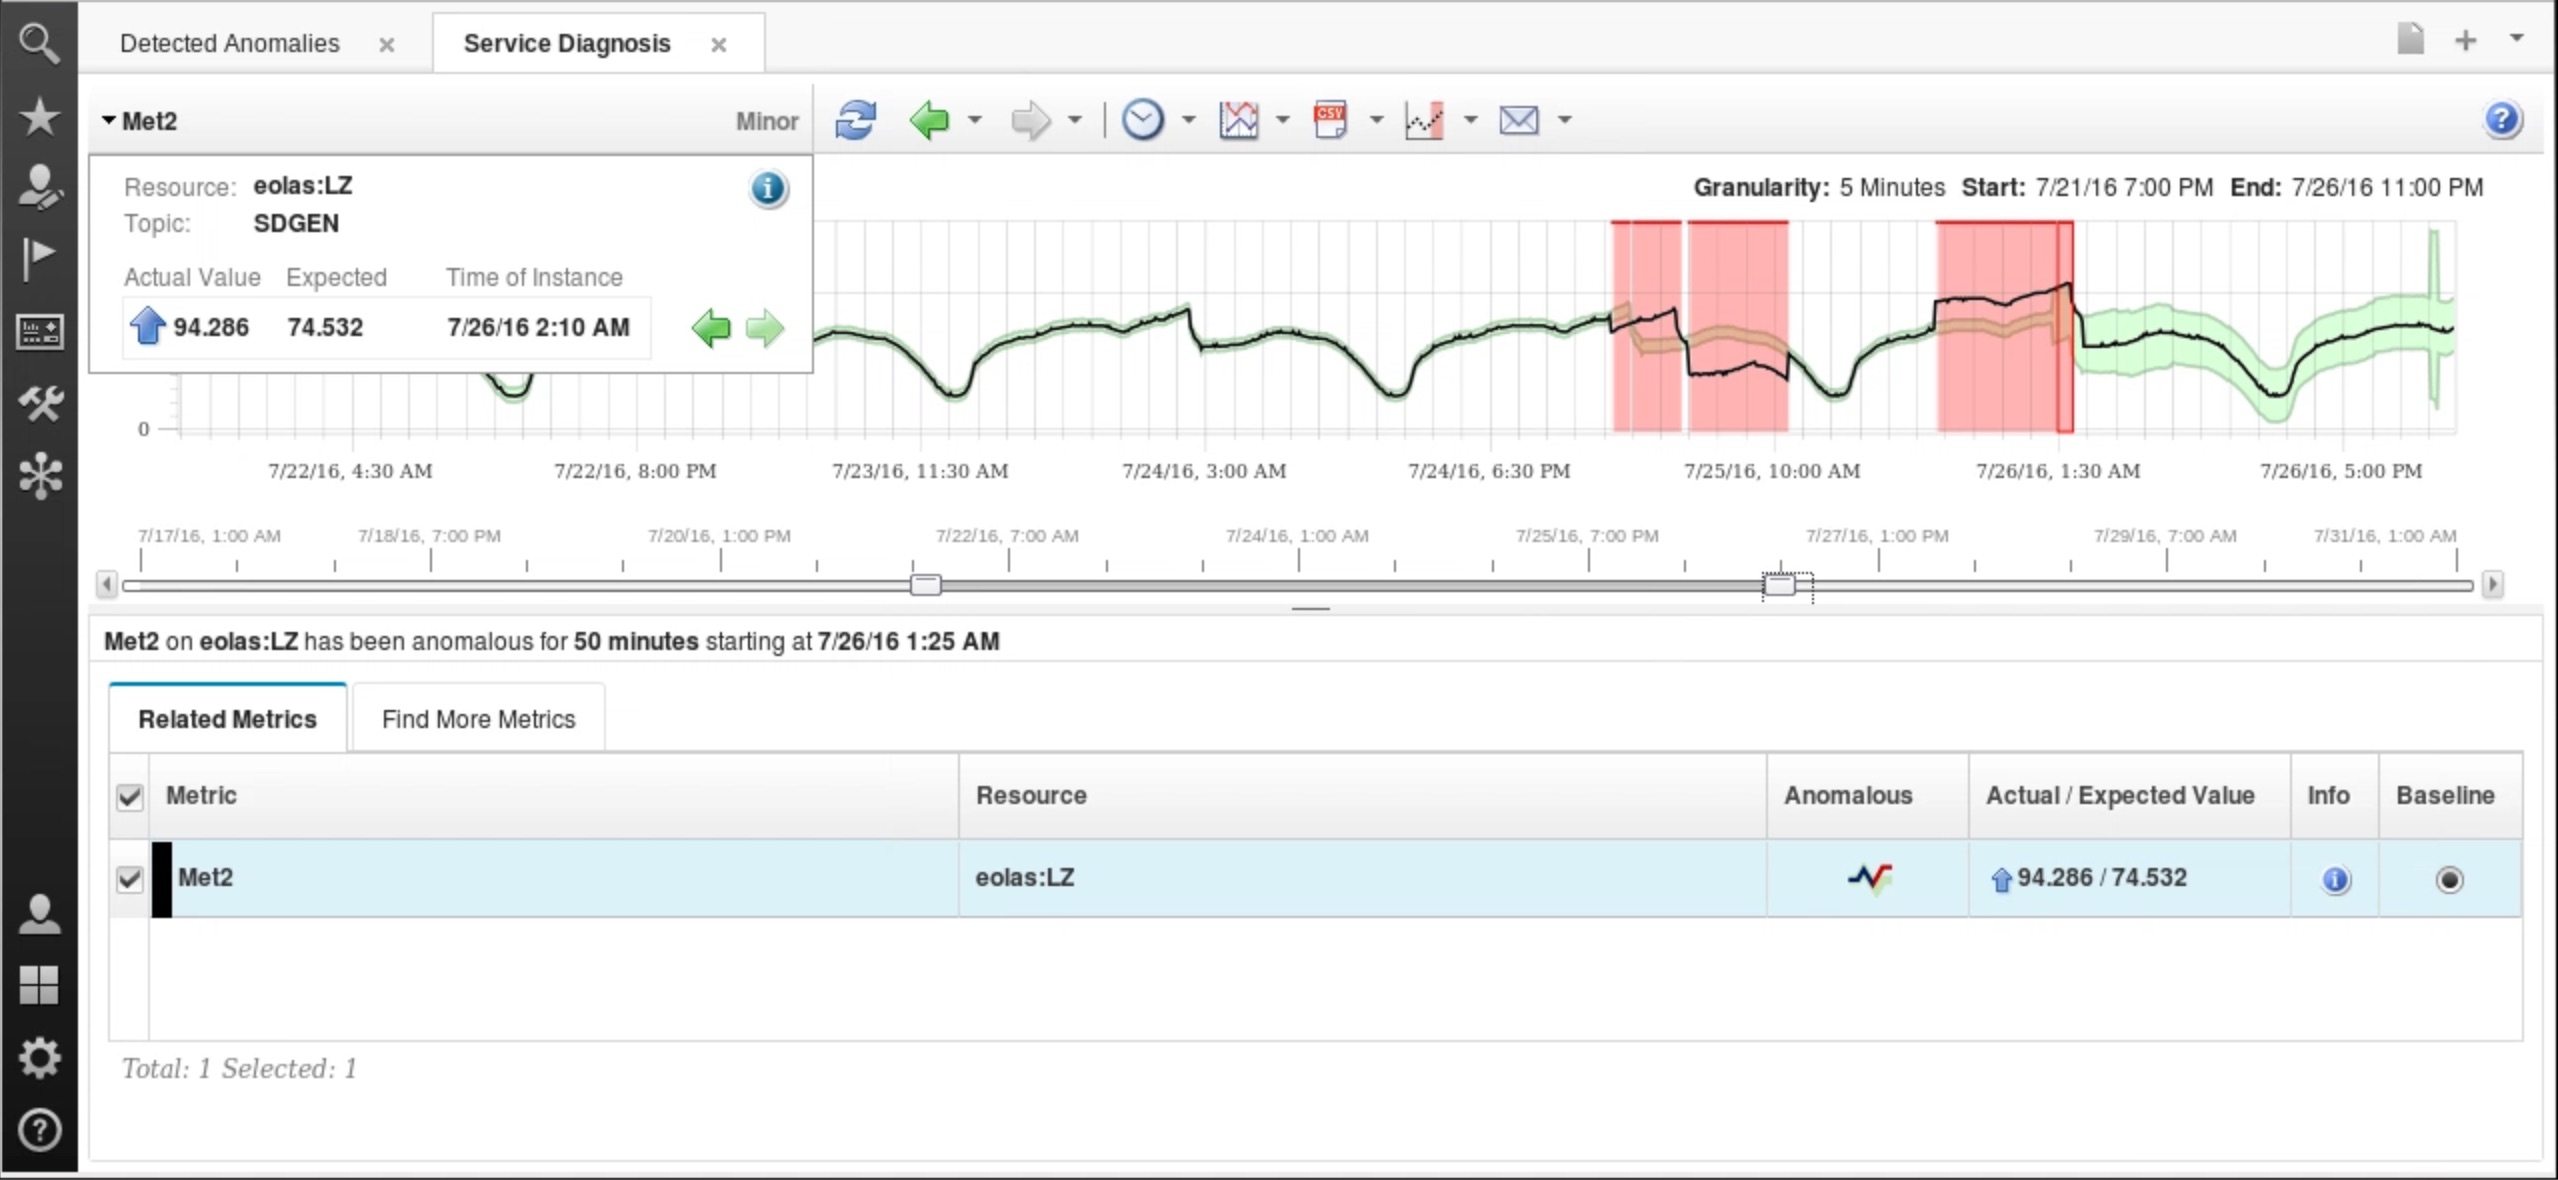 Detected Anomalies
Service Diagnosis
Met2 Minor
CSV
Resource: eolas:LZ
Topic: SDGEN
Actual Value Expected Time of Instance
94.286 74.532 7/26/16 2:10 AM
Granularity: 5 Minutes Start: 7/21/16 7:00 PM End: 7/26/16 11:00 PM
0
7/22/16, 4:30 AM 7/22/16, 8:00 PM 7/23/16, 11:30 AM 7/24/16, 3:00 AM 7/24/16, 6:30 PM 7/25/16, 10:00 AM 7/26/16, 1:30 AM 7/26/16, 5:00 PM
7/17/16, 1:00 AM 7/18/16, 7:00 PM 7/20/16, 1:00 PM 7/22/16, 7:00 AM 7/24/16, 1:00 AM 7/25/16, 7:00 PM 7/27/16, 1:00 PM 7/29/16, 7:00 AM 7/31/16, 1:00 AM
Met2 on eolas:LZ has been anomalous for 50 minutes starting at 7/26/16 1:25 AM
Related Metrics Find More Metrics
Metric Resource Anomalous Actual / Expected Value Info Baseline
Met2 eolas:LZ 94.286 / 74.532
Total: 1 Selected: 1